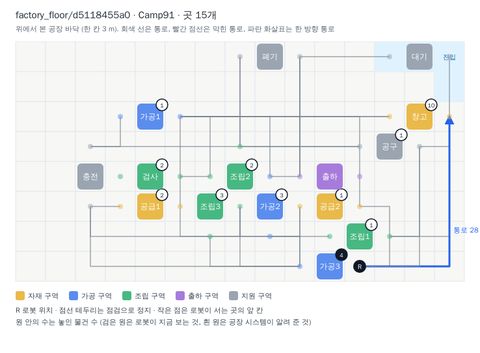 factory_floor/d5118455a0 · Camp91 · 곳 15개
위에서 본 공장 바닥 (한 칸 3 m). 회색 선은 통로, 빨간 점선은 막힌 통로, 파란 화살표는 한 방향 통로
폐기 대기
가공1 1 창고 10
공구 1
충전 검사 2 조립2 2 출하
공급1 2 조립3 3 가공2 3 공급2 1
조립1 1 통로 28
가공3 4 R
자재 구역 가공 구역 조립 구역 출하 구역 지원 구역
R 로봇 위치 · 점선 테두리는 점검으로 정지 · 작은 점은 로봇이 서는 곳의 앞 칸
원 안의 수는 놓인 물건 수 (검은 원은 로봇이 지금 보는 것, 흰 원은 공장 시스템이 알려 준 것)